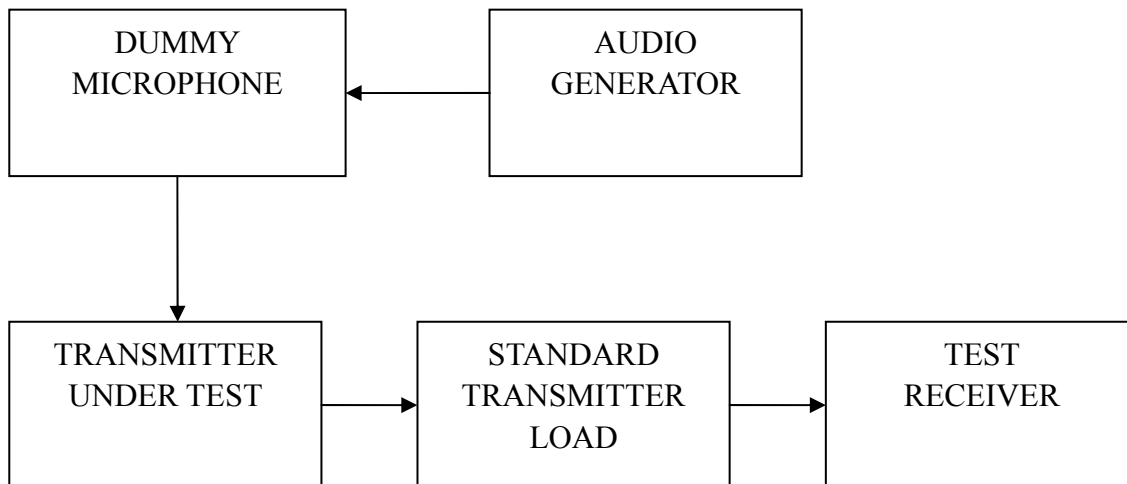 DUMMY
MICROPHONE
AUDIO
GENERATOR
TRANSMITTER
UNDER TEST
STANDARD
TRANSMITTER
LOAD
TEST
RECEIVER